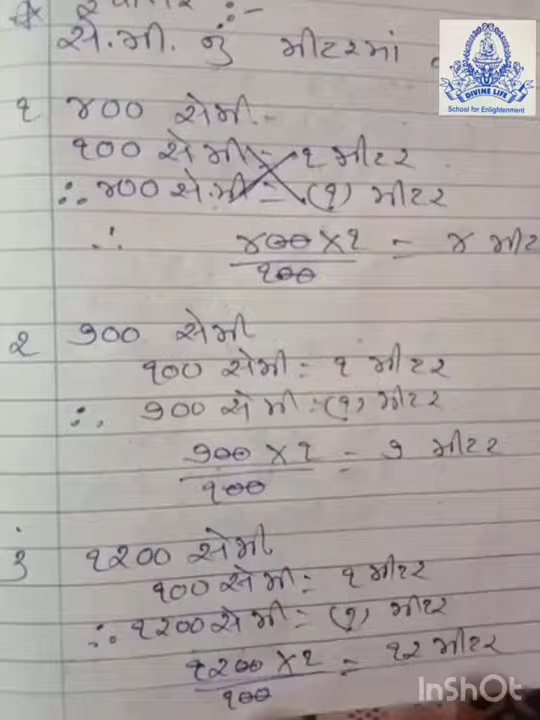 સે.મી. નું મીટરમાં
DIVINE LIFE
School for Enlightenment
૧ ૪૦૦ સેમી
૧૦૦ સેમી = ૧ મીટર
∴ ૪૦૦ સે.મી = (?) મીટર
∴ ૪૦૦ × ૧ = ૪ મીટ
૧૦૦
૨ ૭૦૦ સેમી
૧૦૦ સેમી = ૧ મીટર
∴ ૭૦૦ સેમી = (?) મીટર
૭૦૦ × ૧ = ૭ મીટર
૧૦૦
૩ ૧૨૦૦ સેમી
૧૦૦ સેમી = ૧ મીટર
∴ ૧૨૦૦ સેમી = (?) મીટર
૧૨૦૦ × ૧ = ૧૨ મીટર
૧૦૦
InShOt